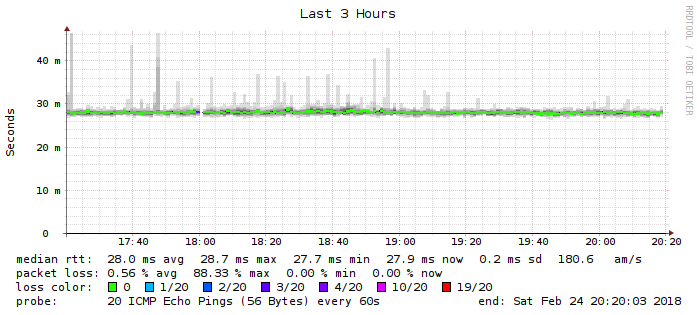 Last 3 Hours
RRDTOOL / TOBI OETIKER
Seconds
40 m
30 m
20 m
10 m
0
17:40 18:00 18:20 18:40 19:00 19:20 19:40 20:00 20:20
median rtt: 28.0 ms avg 28.7 ms max 27.7 ms min 27.9 ms now 0.2 ms sd 180.6 am/s
packet loss: 0.56 % avg 88.33 % max 0.00 % min 0.00 % now
loss color: 0 1/20 2/20 3/20 4/20 10/20 19/20
probe: 20 ICMP Echo Pings (56 Bytes) every 60s end: Sat Feb 24 20:20:03 2018